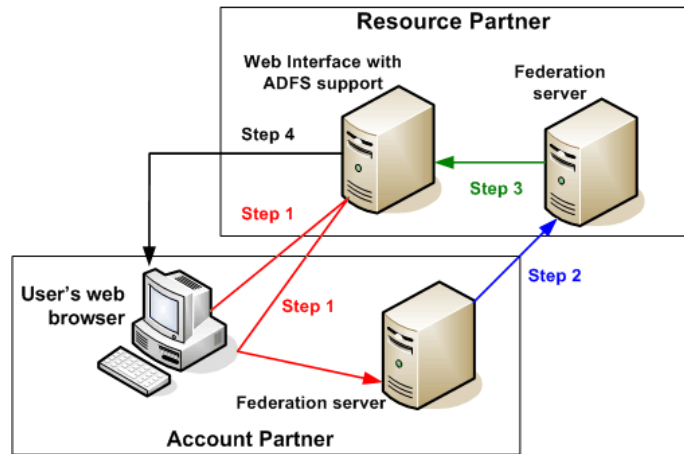 Resource Partner
Web Interface with
ADFS support
Federation
server
Step 4
Step 3
Step 1
Step 2
User's web
browser
Step 1
Federation server
Account Partner